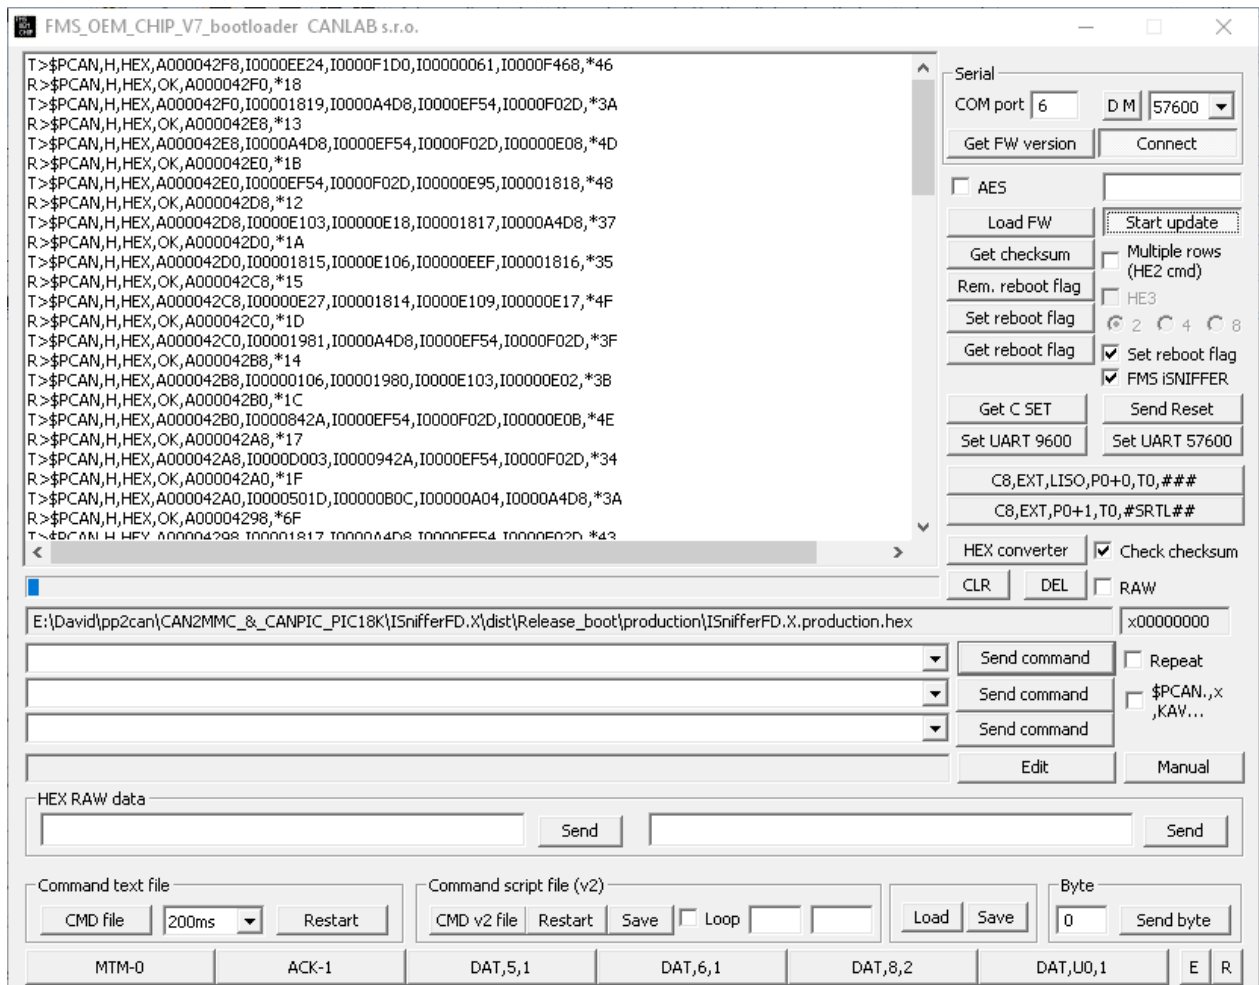 FMS_OEM_CHIP_V7_bootloader CANLAB s.r.o.
T>$PCAN,H,HEX,A000042F8,I0000EE24,I0000F1D0,I00000061,I0000F468,*46
R>$PCAN,H,HEX,OK,A000042F0,*18
T>$PCAN,H,HEX,A000042F0,I00001819,I0000A4D8,I0000EF54,I0000F02D,*3A
R>$PCAN,H,HEX,OK,A000042E8,*13
T>$PCAN,H,HEX,A000042E8,I0000A4D8,I0000EF54,I0000F02D,I00000E08,*4D
R>$PCAN,H,HEX,OK,A000042E0,*1B
T>$PCAN,H,HEX,A000042E0,I0000EF54,I0000F02D,I00000E95,I00001818,*48
R>$PCAN,H,HEX,OK,A000042D8,*12
T>$PCAN,H,HEX,A000042D8,I0000E103,I00000E18,I00001817,I0000A4D8,*37
R>$PCAN,H,HEX,OK,A000042D0,*1A
T>$PCAN,H,HEX,A000042D0,I00001815,I0000E106,I00000EEF,I00001816,*35
R>$PCAN,H,HEX,OK,A000042C8,*15
T>$PCAN,H,HEX,A000042C8,I00000E27,I00001814,I0000E109,I00000E17,*4F
R>$PCAN,H,HEX,OK,A000042C0,*1D
T>$PCAN,H,HEX,A000042C0,I00001981,I0000A4D8,I0000EF54,I0000F02D,*3F
R>$PCAN,H,HEX,OK,A000042B8,*14
T>$PCAN,H,HEX,A000042B8,I00000106,I00001980,I0000E103,I00000E02,*3B
R>$PCAN,H,HEX,OK,A000042B0,*1C
T>$PCAN,H,HEX,A000042B0,I0000842A,I0000EF54,I0000F02D,I00000E0B,*4E
R>$PCAN,H,HEX,OK,A000042A8,*17
T>$PCAN,H,HEX,A000042A8,I0000D003,I0000942A,I0000EF54,I0000F02D,*34
R>$PCAN,H,HEX,OK,A000042A0,*1F
T>$PCAN,H,HEX,A000042A0,I0000501D,I00000B0C,I00000A04,I0000A4D8,*3A
R>$PCAN,H,HEX,OK,A00004298,*6F
T>$PCAN,H,HEX,A00004298,I00001817,I0000A4D8,I0000EF54,I0000F02D,*43
Serial
COM port 6 D M 57600
Get FW version Connect
AES
Load FW Start update
Get checksum Multiple rows (HE2 cmd)
Rem. reboot flag HE3
Set reboot flag 2 4 8
Get reboot flag Set reboot flag
FMS iSNIFFER
Get C SET Send Reset
Set UART 9600 Set UART 57600
C8,EXT,LISO,P0+0,T0,###
C8,EXT,P0+1,T0,#SRTL##
HEX converter Check checksum
CLR DEL RAW
E:\David\pp2can\CAN2MMC_&_CANPIC_PIC18K\ISnifferFD.X\dist\Release_boot\production\ISnifferFD.X.production.hex x00000000
Send command Repeat
Send command $PCAN.,x ,KAV...
Send command
Edit Manual
HEX RAW data
Send Send
Command text file Command script file (v2) Byte
CMD file 200ms Restart CMD v2 file Restart Save Loop Load Save 0 Send byte
MTM-0 ACK-1 DAT,5,1 DAT,6,1 DAT,8,2 DAT,U0,1 E R